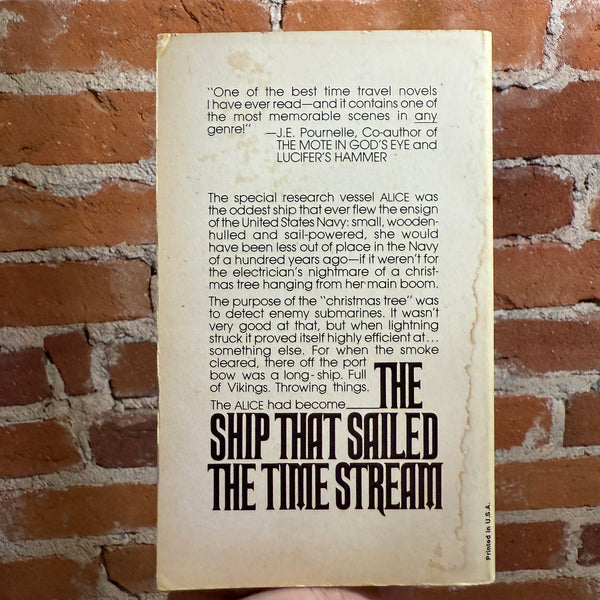 "One of the best time travel novels
I have ever read—and it contains one of
the most memorable scenes in any
genre!"
—J.E. Pournelle, Co-author of
THE MOTE IN GOD'S EYE and
LUCIFER'S HAMMER
The special research vessel ALICE was
the oddest ship that ever flew the ensign
of the United States Navy: small, wooden-
hulled and sail-powered, she would
have been less out of place in the Navy
of a hundred years ago—if it weren't for
the electrician's nightmare of a christ-
mas tree hanging from her main boom.
The purpose of the "christmas tree" was
to detect enemy submarines. It wasn't
very good at that, but when lightning
struck it proved itself highly efficient at...
something else. For when the smoke
cleared, there off the port
bow was a long-ship. Full
of Vikings. Throwing things.
The ALICE had become___ THE
SHIP THAT SAILED
THE TIME STREAM
Printed in U.S.A.